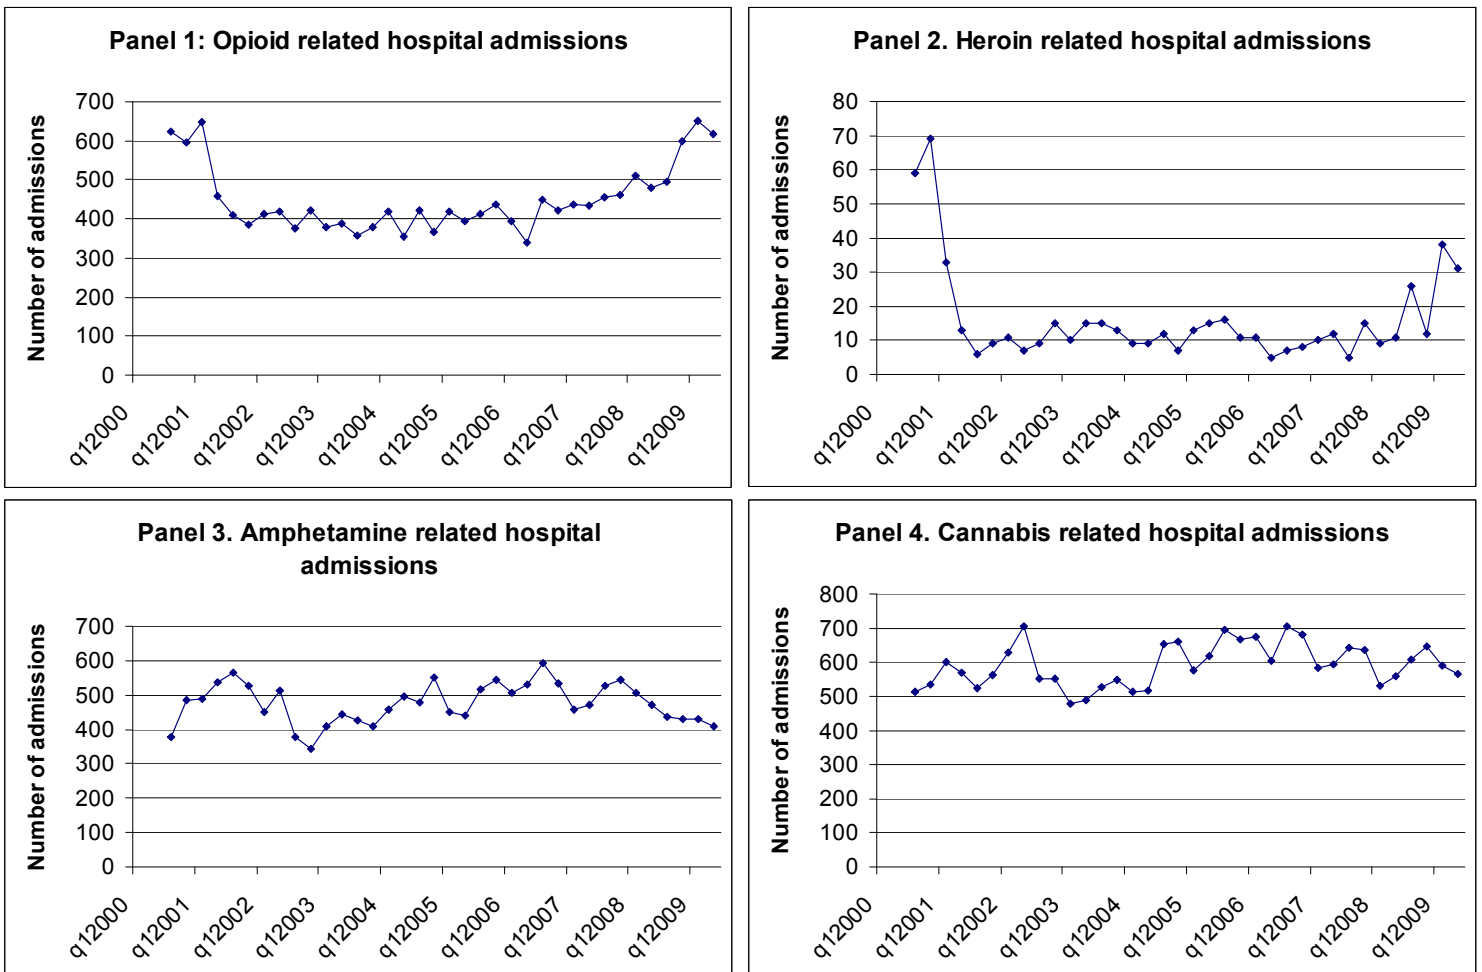 Panel 1: Opioid related hospital admissions
Number of admissions
700
600
500
400
300
200
100
0
q12000
q12001
q12002
q12003
q12004
q12005
q12006
q12007
q12008
q12009
Panel 2. Heroin related hospital admissions
Number of admissions
80
70
60
50
40
30
20
10
0
q12000
q12001
q12002
q12003
q12004
q12005
q12006
q12007
q12008
q12009
Panel 3. Amphetamine related hospital
admissions
Number of admissions
700
600
500
400
300
200
100
0
q12000
q12001
q12002
q12003
q12004
q12005
q12006
q12007
q12008
q12009
Panel 4. Cannabis related hospital admissions
Number of admissions
800
700
600
500
400
300
200
100
0
q12000
q12001
q12002
q12003
q12004
q12005
q12006
q12007
q12008
q12009